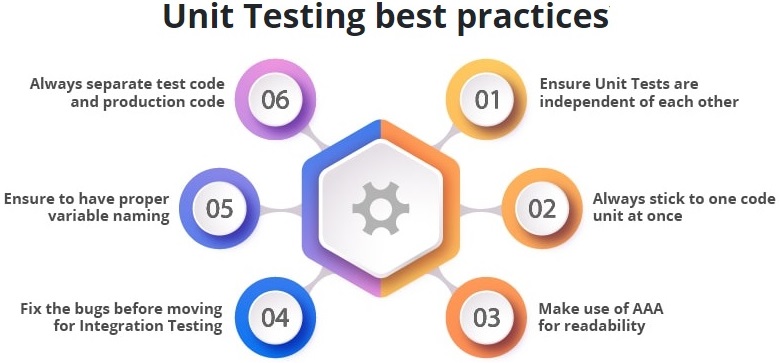 Unit Testing best practices
01
Ensure Unit Tests are
independent of each other
02
Always stick to one code
unit at once
03
Make use of AAA
for readability
04
Fix the bugs before moving
for Integration Testing
05
Ensure to have proper
variable naming
06
Always separate test code
and production code